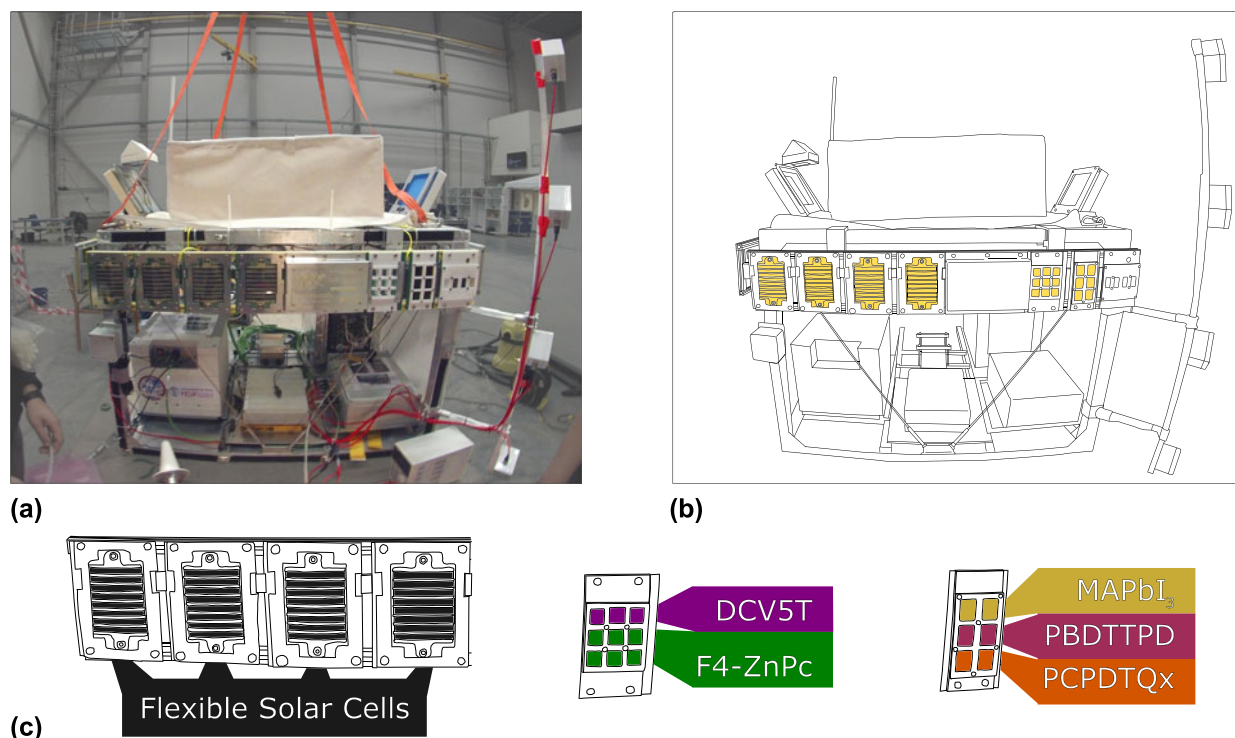 (a)
(b)
Flexible Solar Cells
DCV5T
F4-ZnPc
MAPbI₃
PBDTTPD
PCPDTQx
(c)